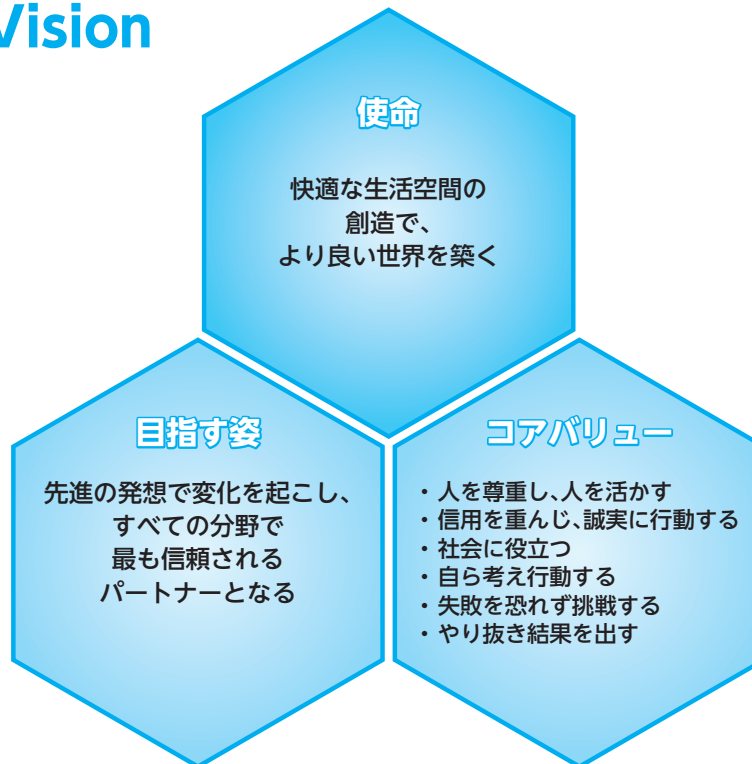 Vision
使命
快適な生活空間の
創造で、
より良い世界を築く
目指す姿
先進の発想で変化を起こし、
すべての分野で
最も信頼される
パートナーとなる
コアバリュー
・人を尊重し、人を活かす
・信用を重んじ、誠実に行動する
・社会に役立つ
・自ら考え行動する
・失敗を恐れず挑戦する
・やり抜き結果を出す